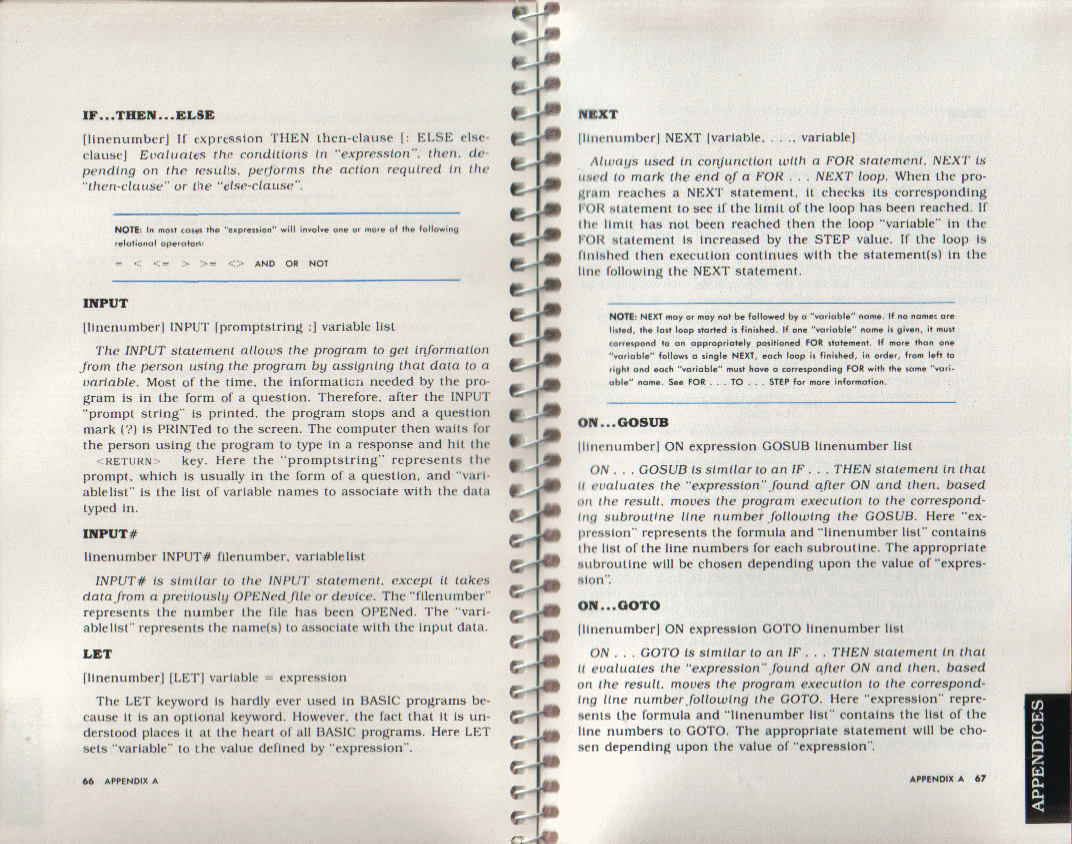 IF...THEN...ELSE
[linenumber] If expression THEN then-clause [: ELSE else-
clause] Evaluates the conditions in "expression", then, de-
pending on the results, performs the action required in the
"then-clause" or the "else-clause".
NOTE: In most cases the "expression" will involve one or more of the following
relational operators:
= < <= > >= <> AND OR NOT
INPUT
[linenumber] INPUT [promptstring :] variable list
The INPUT statement allows the program to get information
from the person using the program by assigning that data to a
variable. Most of the time, the information needed by the pro-
gram is in the form of a question. Therefore, after the INPUT
"prompt string" is printed, the program stops and a question
mark (?) is PRINTed to the screen. The computer then waits for
the person using the program to type in a response and hit the
<RETURN> key. Here the "promptstring" represents the
prompt, which is usually in the form of a question, and "vari-
ablelist" is the list of variable names to associate with the data
typed in.
INPUT#
linenumber INPUT# filenumber, variablelist
INPUT# is similar to the INPUT statement, except it takes
data from a previously OPENed file or device. The "filenumber"
represents the number the file has been OPENed. The "vari-
ablelist" represents the name(s) to associate with the input data.
LET
[linenumber] [LET] variable = expression
The LET keyword is hardly ever used in BASIC programs be-
cause it is an optional keyword. However, the fact that it is un-
derstood places it at the heart of all BASIC programs. Here LET
sets "variable" to the value defined by "expression".
66 APPENDIX A
NEXT
[linenumber] NEXT [variable, . . ., variable]
Always used in conjunction with a FOR statement, NEXT is
used to mark the end of a FOR . . . NEXT loop. When the pro-
gram reaches a NEXT statement, it checks its corresponding
FOR statement to see if the limit of the loop has been reached. If
the limit has not been reached then the loop "variable" in the
FOR statement is increased by the STEP value. If the loop is
finished then execution continues with the statement(s) in the
line following the NEXT statement.
NOTE: NEXT may or may not be followed by a "variable" name. If no names are
listed, the last loop started is finished. If one "variable" name is given, it must
correspond to an appropriately positioned FOR statement. If more than one
"variable" follows a single NEXT, each loop is finished, in order, from left to
right and each "variable" must have a corresponding FOR with the same "vari-
able" name. See FOR . . . TO . . . STEP for more information.
ON...GOSUB
[linenumber] ON expression GOSUB linenumber list
ON . . . GOSUB is similar to an IF . . . THEN statement in that
it evaluates the "expression" found after ON and then, based
on the result, moves the program execution to the correspond-
ing subroutine line number following the GOSUB. Here "ex-
pression" represents the formula and "linenumber list" contains
the list of the line numbers for each subroutine. The appropriate
subroutine will be chosen depending upon the value of "expres-
sion".
ON...GOTO
[linenumber] ON expression GOTO linenumber list
ON . . . GOTO is similar to an IF . . . THEN statement in that
it evaluates the "expression" found after ON and then, based
on the result, moves the program execution to the correspond-
ing line number following the GOTO. Here "expression" repre-
sents the formula and "linenumber list" contains the list of the
line numbers to GOTO. The appropriate statement will be cho-
sen depending upon the value of "expression".
APPENDIX A 67
APPENDICES